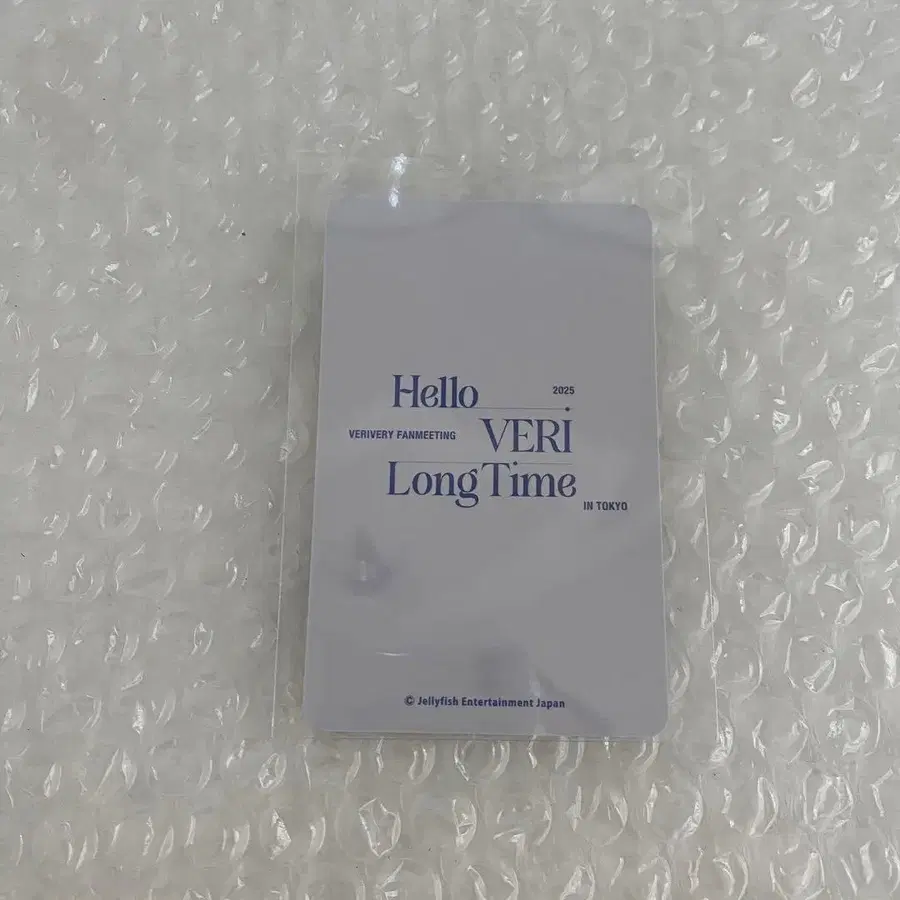 Hello 2025
VERIVERY FANMEETING VERI
Long Time
IN TOKYO
© Jellyfish Entertainment Japan